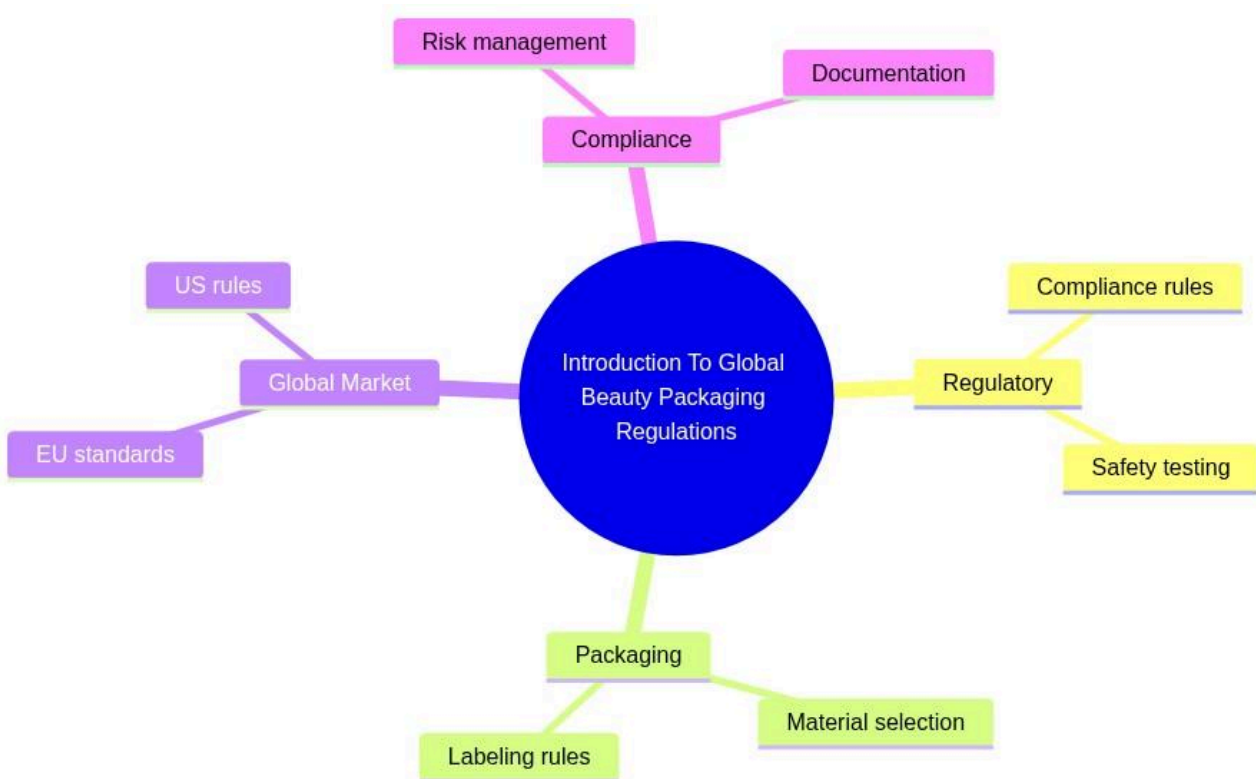 Risk management
Documentation
Compliance
US rules
Compliance rules
Global Market
Introduction To Global
Beauty Packaging
Regulations
Regulatory
EU standards
Safety testing
Packaging
Material selection
Labeling rules